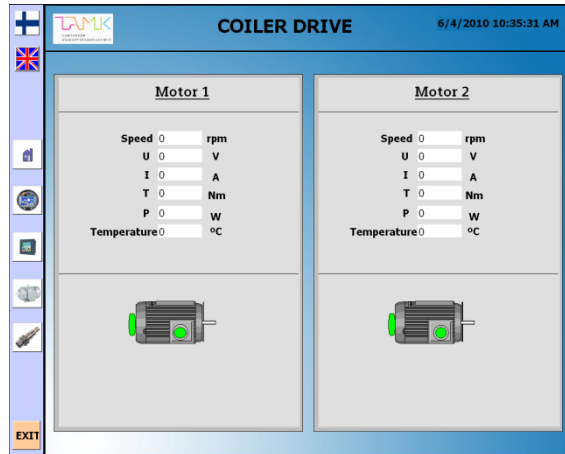 TAMK
COILER DRIVE
6/4/2010 10:35:31 AM
Motor 1
Speed 0 rpm
U 0 V
I 0 A
T 0 Nm
P 0 W
Temperature 0 ºC
Motor 2
Speed 0 rpm
U 0 V
I 0 A
T 0 Nm
P 0 W
Temperature 0 ºC
EXIT